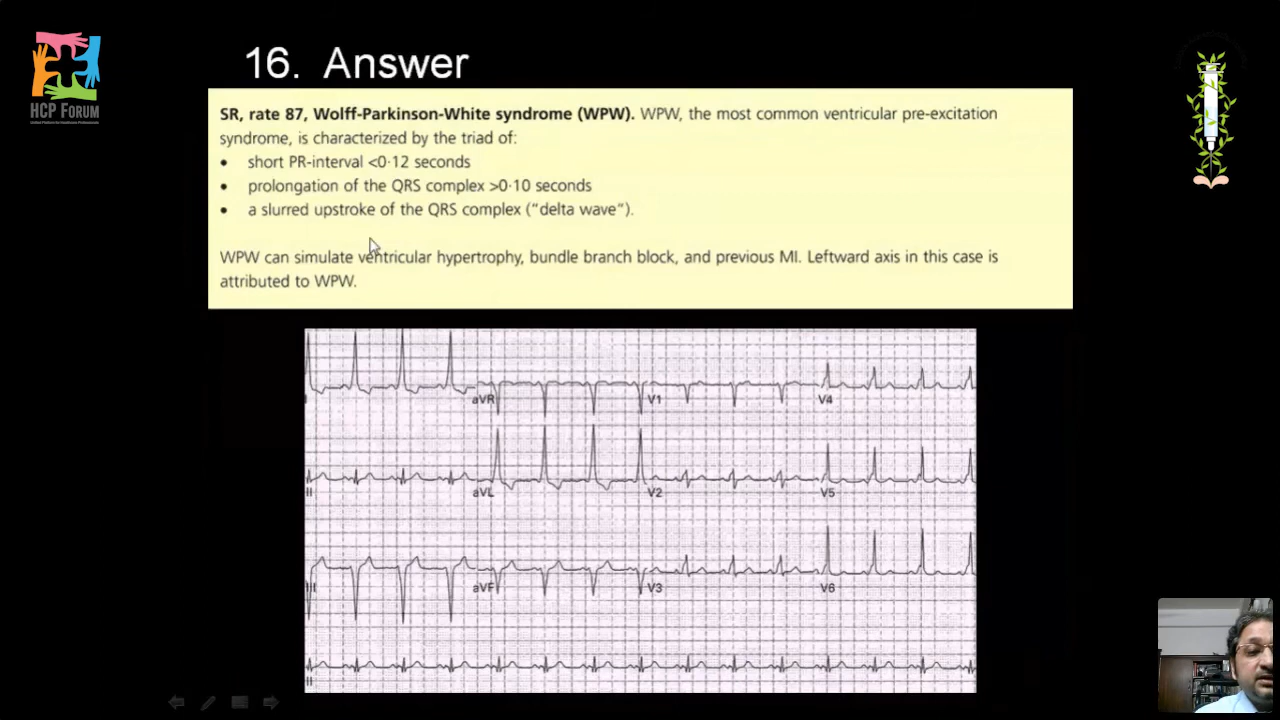 16. Answer
HCP FORUM
SR, rate 87, Wolff-Parkinson-White syndrome (WPW). WPW, the most common ventricular pre-excitation
syndrome, is characterized by the triad of:
• short PR-interval <0·12 seconds
• prolongation of the QRS complex >0·10 seconds
• a slurred upstroke of the QRS complex (“delta wave”).
WPW can simulate ventricular hypertrophy, bundle branch block, and previous MI. Leftward axis in this case is
attributed to WPW.
I aVR V1 V4
II aVL V2 V5
III aVF V3 V6
II